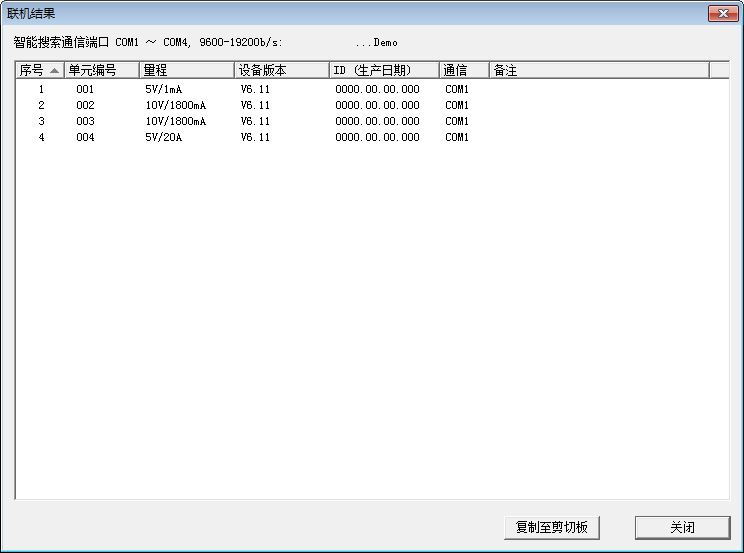 联机结果
智能搜索通信端口 COM1 ～ COM4, 9600-19200b/s: ...Demo
序号 单元编号 量程 设备版本 ID (生产日期) 通信 备注
1 001 5V/1mA V6.11 0000.00.00.000 COM1
2 002 10V/1800mA V6.11 0000.00.00.000 COM1
3 003 10V/1800mA V6.11 0000.00.00.000 COM1
4 004 5V/20A V6.11 0000.00.00.000 COM1
复制至剪切板 关闭